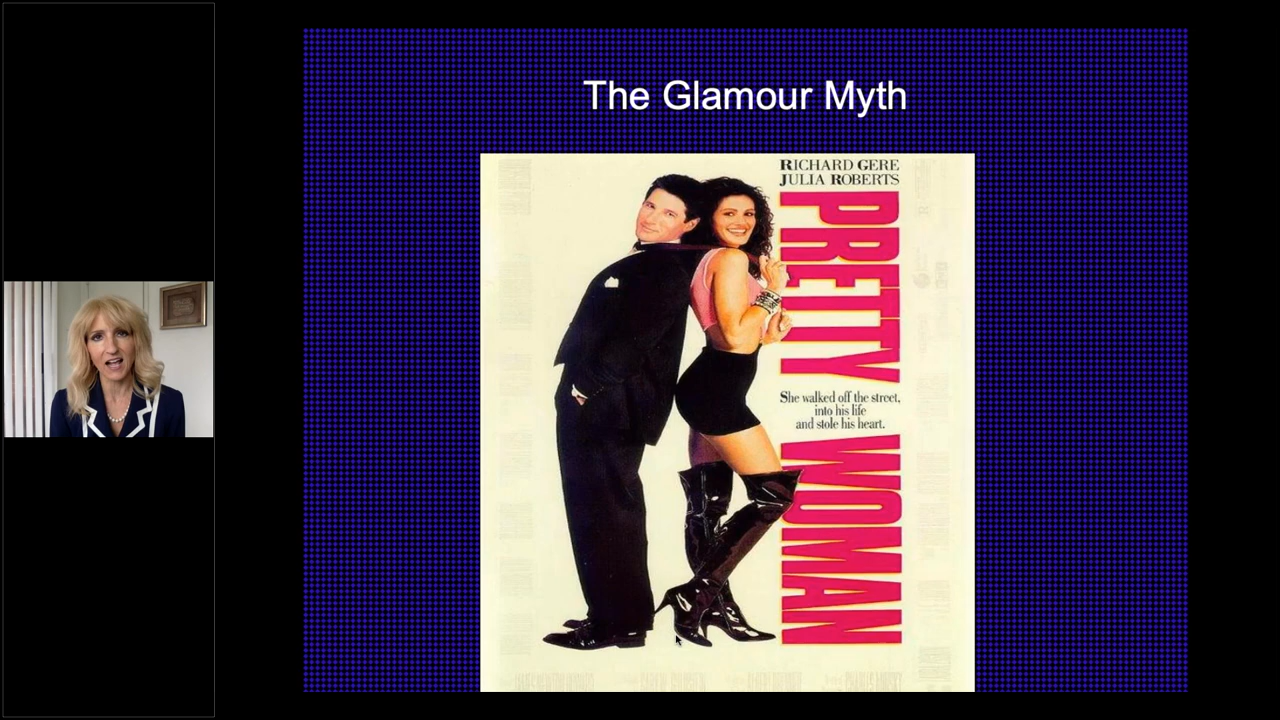 The Glamour Myth
RICHARD GERE
JULIA ROBERTS
PRETTY WOMAN
She walked off the street,
into his life
and stole his heart.